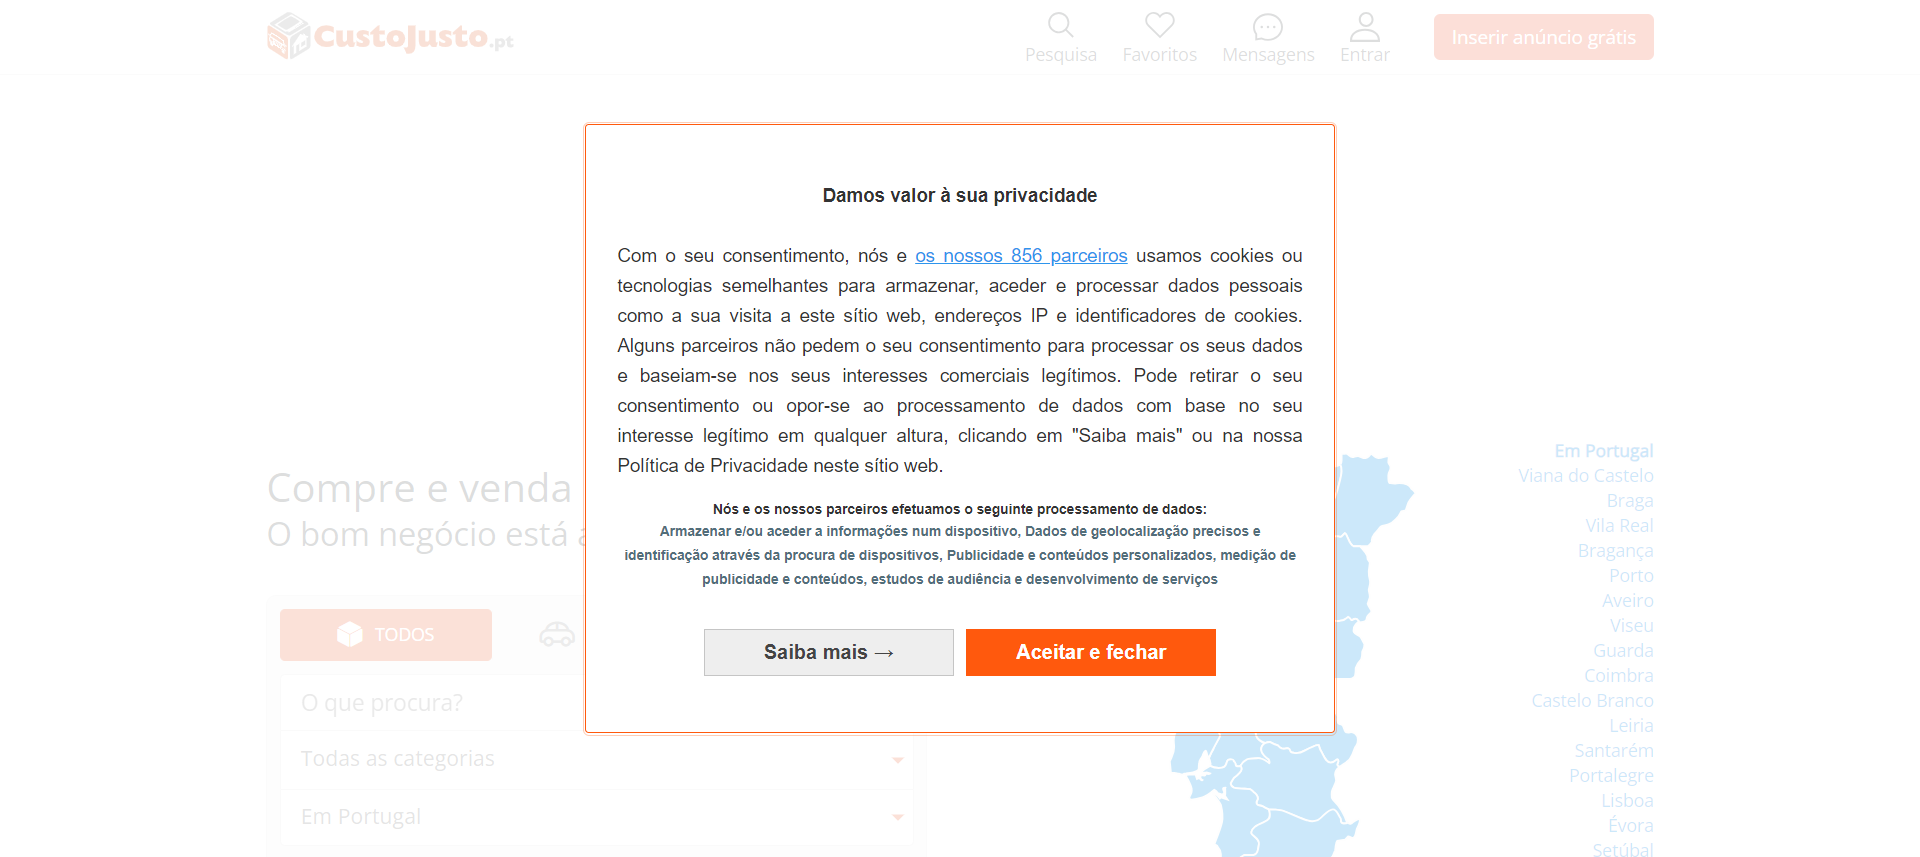 CustoJusto.pt
Pesquisa
Favoritos
Mensagens
Entrar
Inserir anúncio grátis
Damos valor à sua privacidade
Com o seu consentimento, nós e os nossos 856 parceiros usamos cookies ou
tecnologias semelhantes para armazenar, aceder e processar dados pessoais
como a sua visita a este sítio web, endereços IP e identificadores de cookies.
Alguns parceiros não pedem o seu consentimento para processar os seus dados
e baseiam-se nos seus interesses comerciais legítimos. Pode retirar o seu
consentimento ou opor-se ao processamento de dados com base no seu
interesse legítimo em qualquer altura, clicando em "Saiba mais" ou na nossa
Política de Privacidade neste sítio web.
Nós e os nossos parceiros efetuamos o seguinte processamento de dados:
Armazenar e/ou aceder a informações num dispositivo, Dados de geolocalização precisos e
identificação através da procura de dispositivos, Publicidade e conteúdos personalizados, medição de
publicidade e conteúdos, estudos de audiência e desenvolvimento de serviços
Saiba mais →
Aceitar e fechar
Compre e venda
O bom negócio está
TODOS
O que procura?
Todas as categorias
Em Portugal
Em Portugal
Viana do Castelo
Braga
Vila Real
Bragança
Porto
Aveiro
Viseu
Guarda
Coimbra
Castelo Branco
Leiria
Santarém
Portalegre
Lisboa
Évora
Setúbal